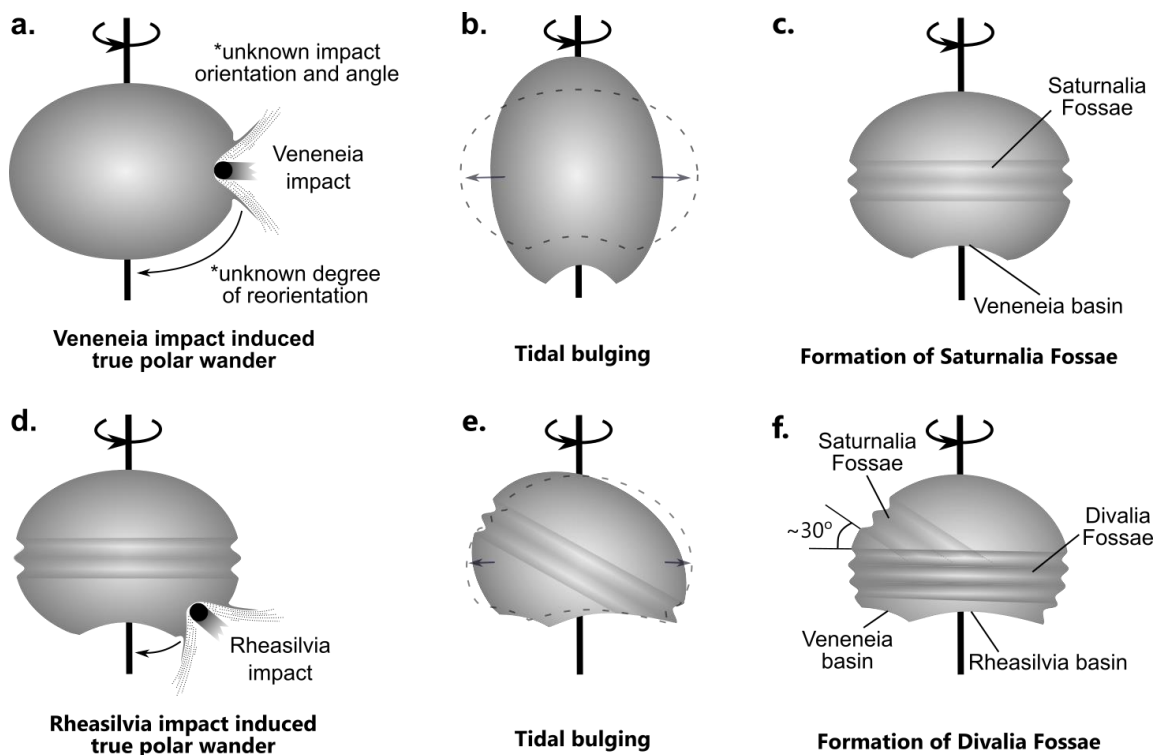 a.
*unknown impact
orientation and angle
Veneneia
impact
*unknown degree
of reorientation
Veneneia impact induced
true polar wander
b.
Tidal bulging
c.
Saturnalia
Fossae
Veneneia basin
Formation of Saturnalia Fossae
d.
Rheasilvia
impact
Rheasilvia impact induced
true polar wander
e.
Tidal bulging
f.
Saturnalia
Fossae
~30°
Divalia
Fossae
Veneneia
basin
Rheasilvia basin
Formation of Divalia Fossae